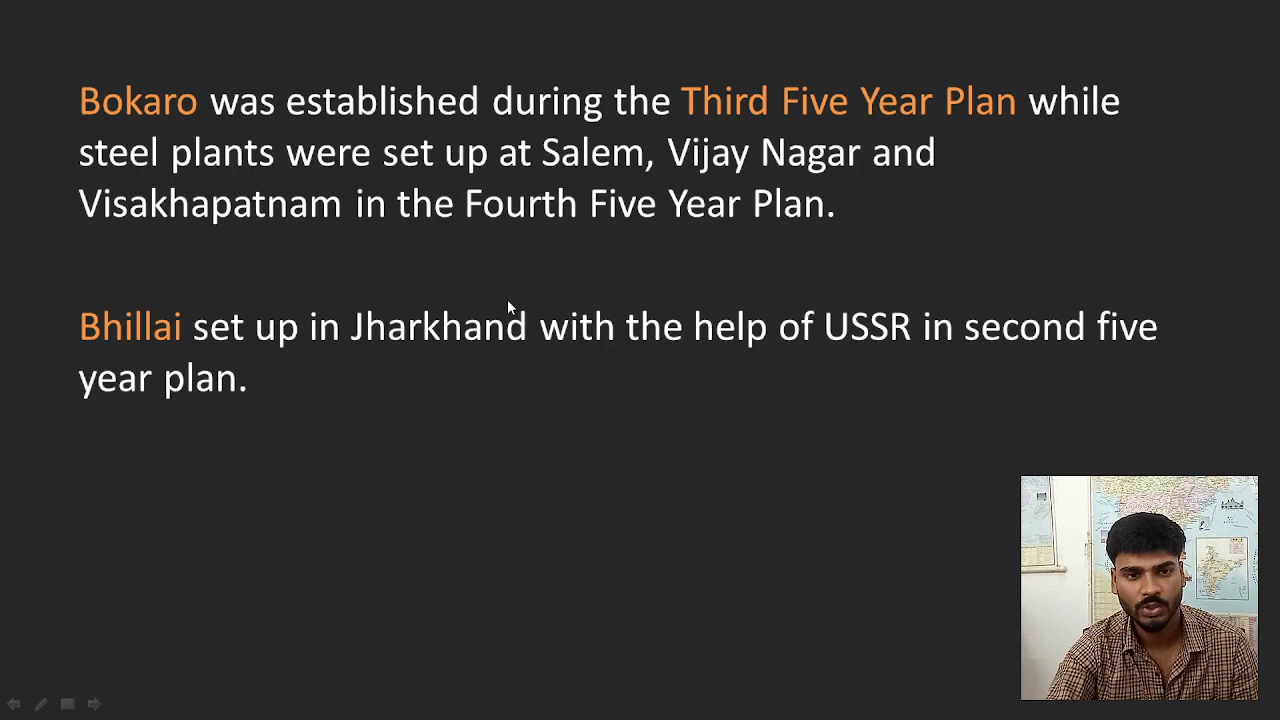 Bokaro was established during the Third Five Year Plan while
steel plants were set up at Salem, Vijay Nagar and
Visakhapatnam in the Fourth Five Year Plan.
Bhillai set up in Jharkhand with the help of USSR in second five
year plan.